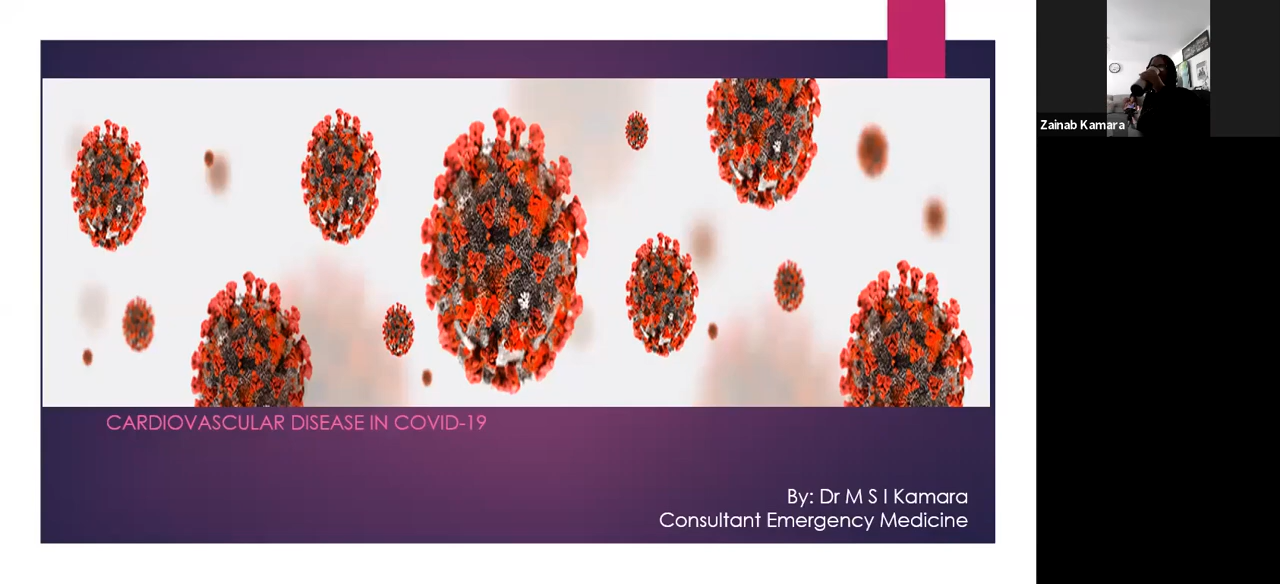 Zainab Kamara
CARDIOVASCULAR DISEASE IN COVID-19
By: Dr M S I Kamara
Consultant Emergency Medicine